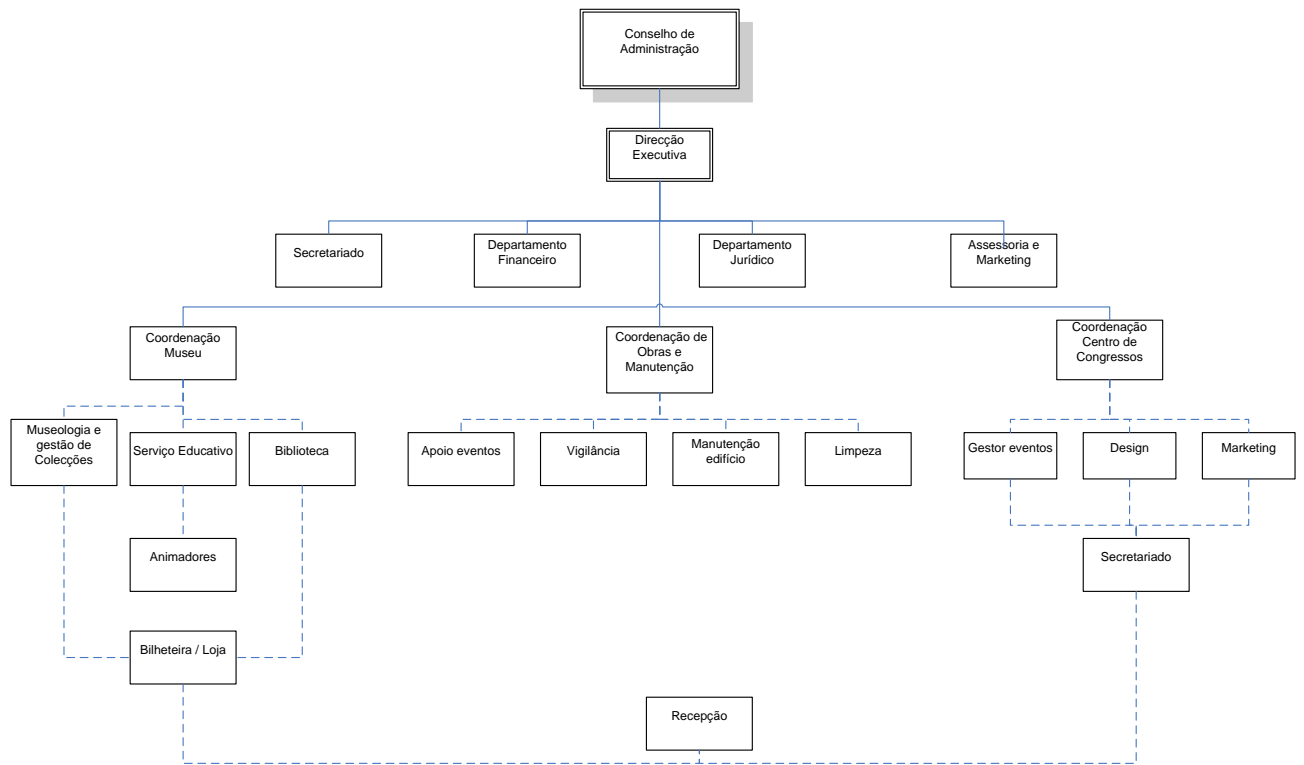 Conselho de
Administração
Direcção
Executiva
Secretariado
Departamento
Financeiro
Departamento
Jurídico
Assessoria e
Marketing
Coordenação
Museu
Coordenação de
Obras e
Manutenção
Coordenação
Centro de
Congressos
Museologia e
gestão de
Colecções
Serviço Educativo
Biblioteca
Apoio eventos
Vigilância
Manutenção
edifício
Limpeza
Gestor eventos
Design
Marketing
Animadores
Secretariado
Bilheteira / Loja
Recepção